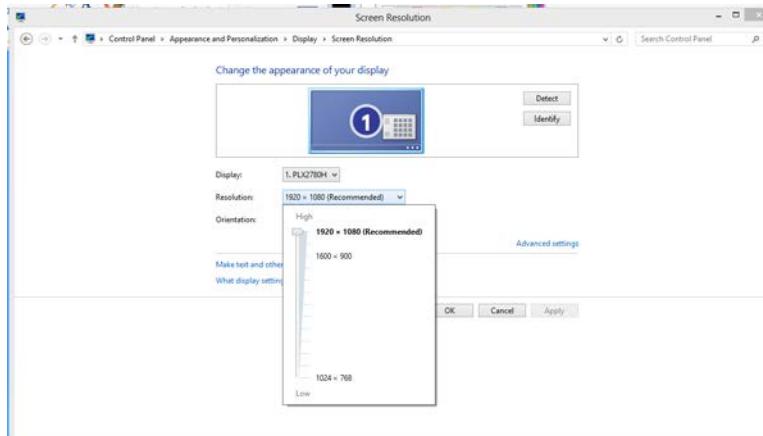 Screen Resolution
Control Panel › Appearance and Personalization › Display › Screen Resolution
Search Control Panel
Change the appearance of your display
1
Detect
Identify
Display: 1. PLX2780H
Resolution: 1920 × 1080 (Recommended)
Orientation:
High
1920 × 1080 (Recommended)
Advanced settings
1600 × 900
Make text and other
What display setting
OK Cancel Apply
1024 × 768
Low